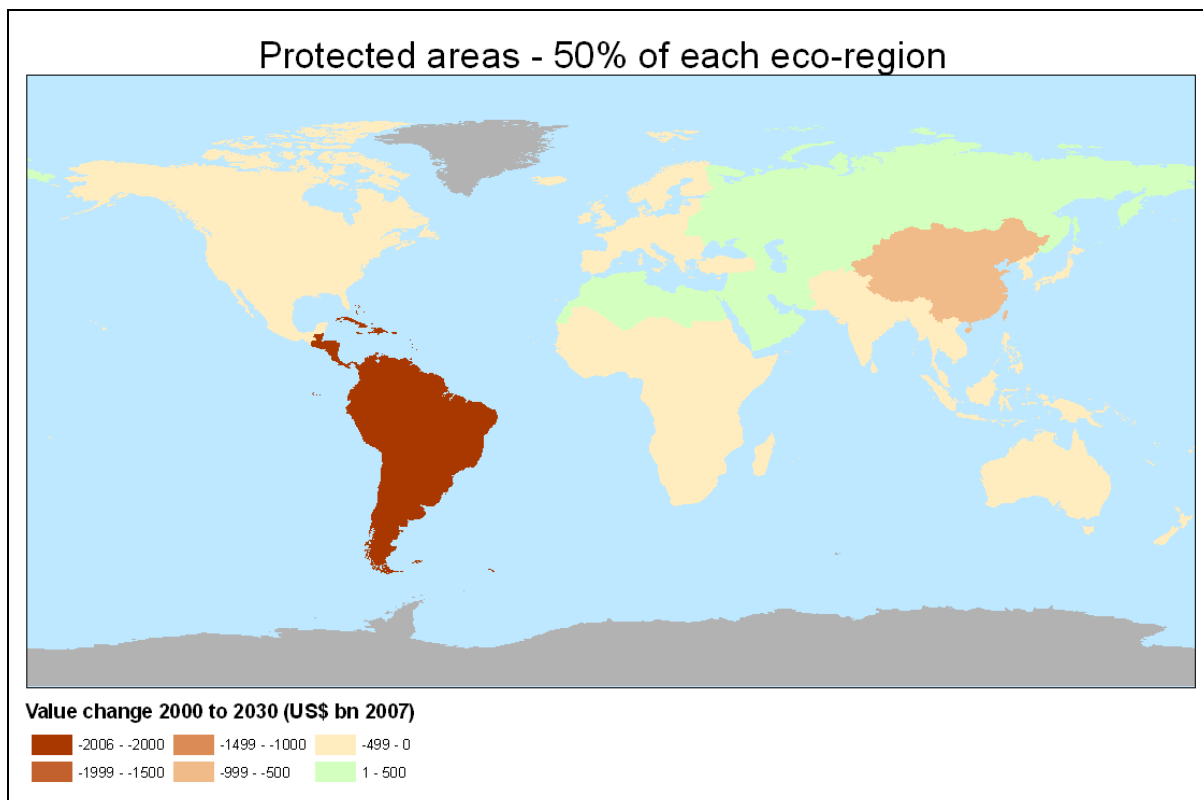 Protected areas - 50% of each eco-region
Value change 2000 to 2030 (US$ bn 2007)
-2006 - -2000 -1499 - -1000 -499 - 0
-1999 - -1500 -999 - -500 1 - 500